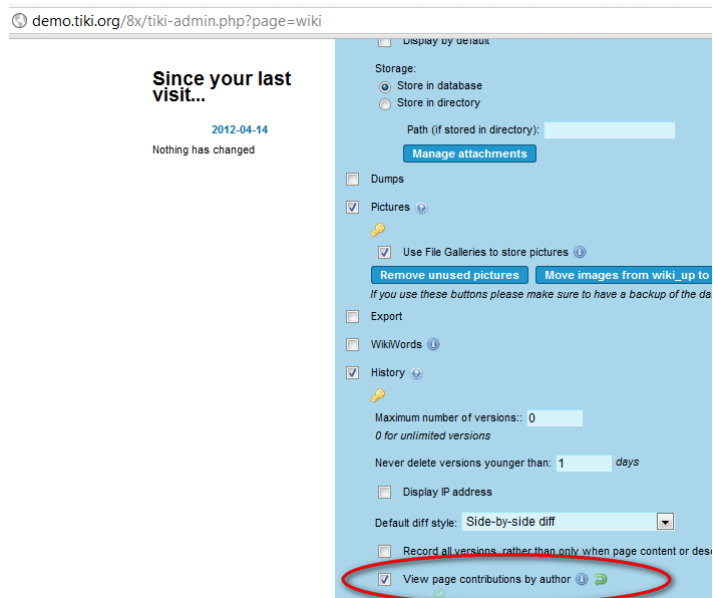 demo.tiki.org/8x/tiki-admin.php?page=wiki
Display by default
Since your last
visit...
2012-04-14
Nothing has changed
Storage:
Store in database
Store in directory
Path (if stored in directory):
Manage attachments
Dumps
Pictures
Use File Galleries to store pictures
Remove unused pictures Move images from wiki_up to
If you use these buttons please make sure to have a backup of the da
Export
WikiWords
History
Maximum number of versions:: 0
0 for unlimited versions
Never delete versions younger than: 1 days
Display IP address
Default diff style: Side-by-side diff
Record all versions, rather than only when page content or desc
View page contributions by author